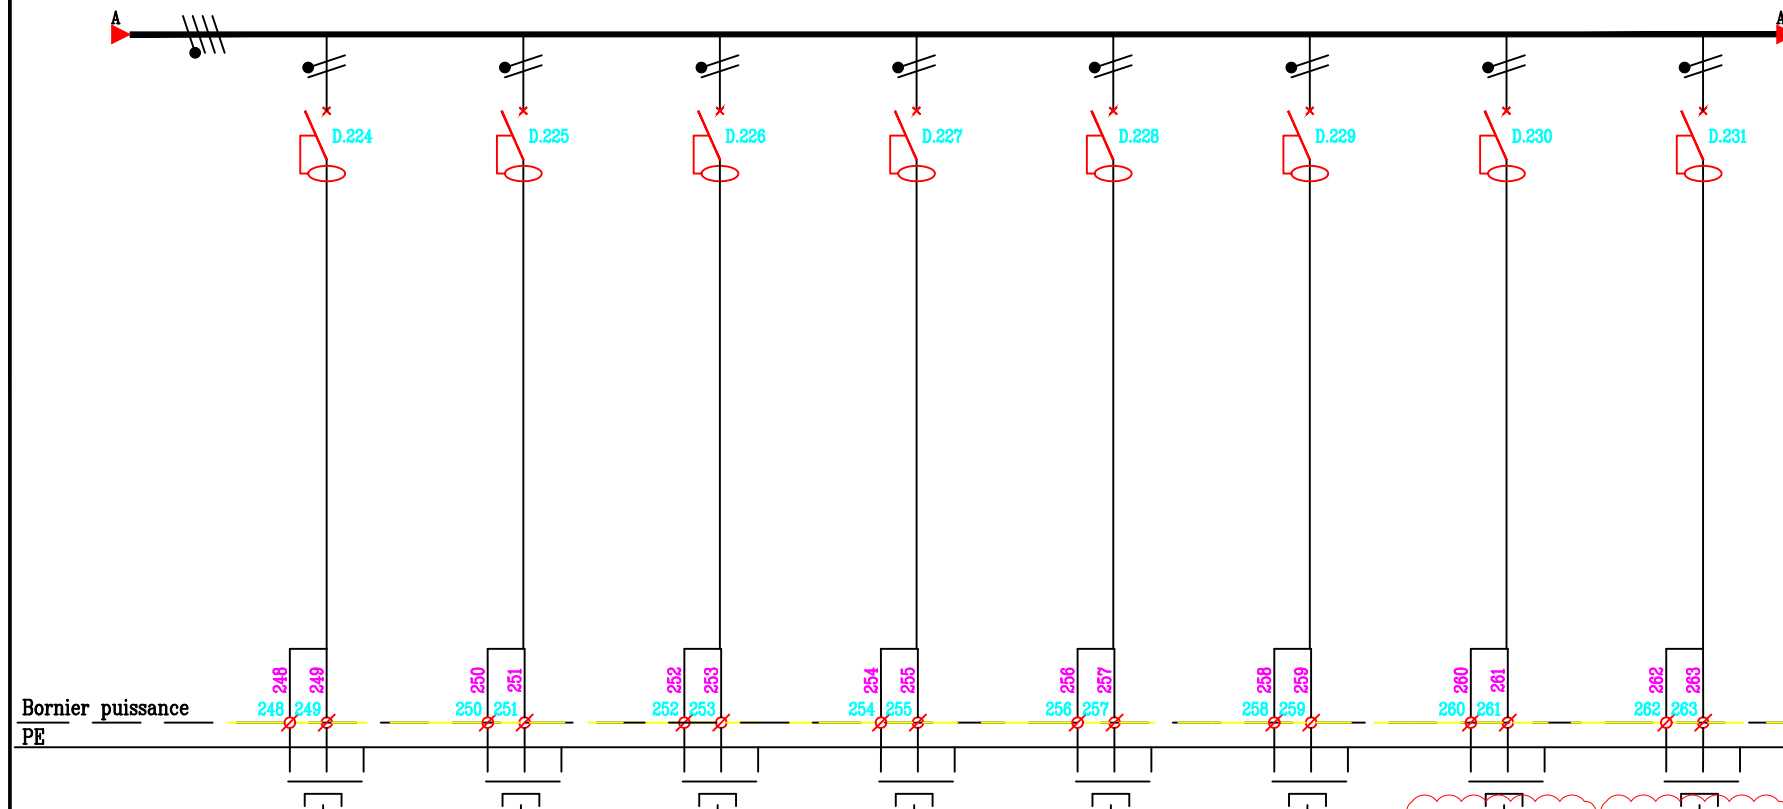 A A
D.224 D.225 D.226 D.227 D.228 D.229 D.230 D.231
248 249 250 251 252 253 254 255 256 257 258 259 260 261 262 263
Bornier puissance 248 249 250 251 252 253 254 255 256 257 258 259 260 261 262 263
PE